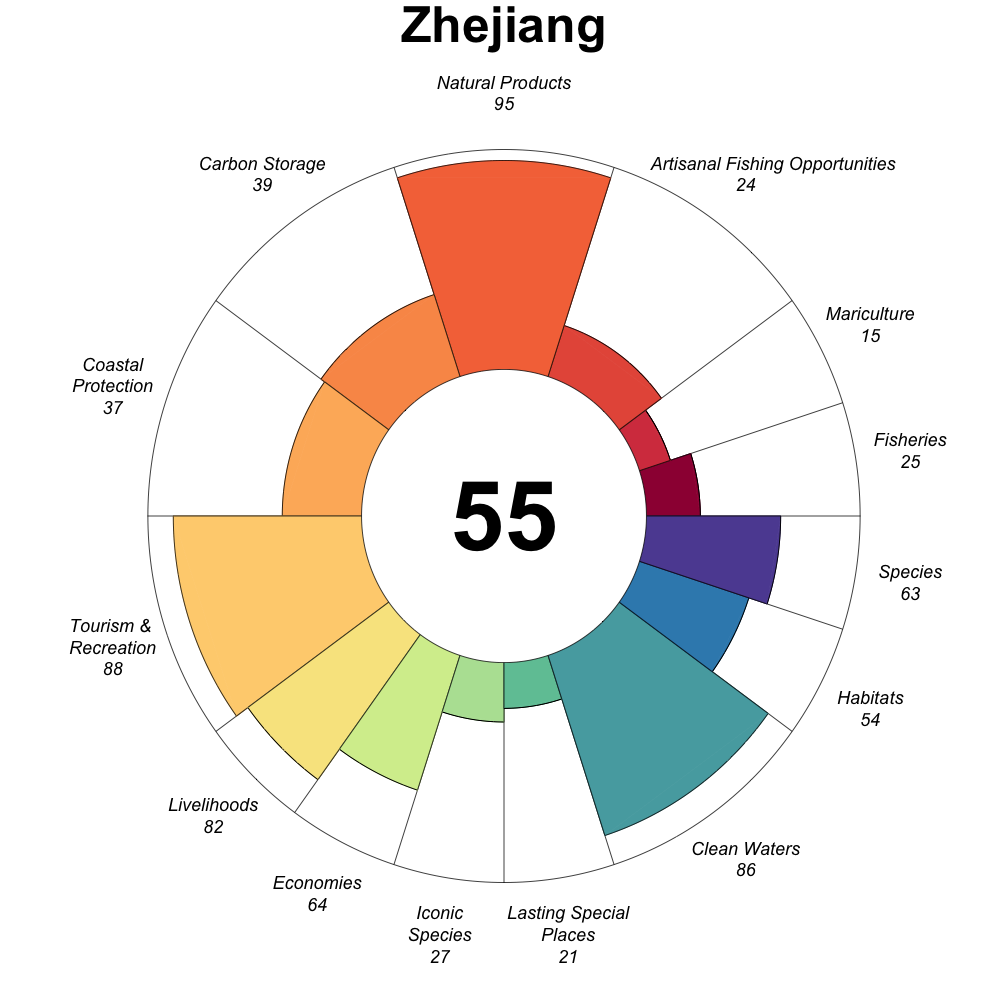 Zhejiang
Natural Products
95
Carbon Storage
39
Artisanal Fishing Opportunities
24
Mariculture
15
Coastal
Protection
37
Fisheries
25
55
Species
63
Tourism &
Recreation
88
Habitats
54
Livelihoods
82
Clean Waters
86
Economies
64
Iconic
Species
27
Lasting Special
Places
21